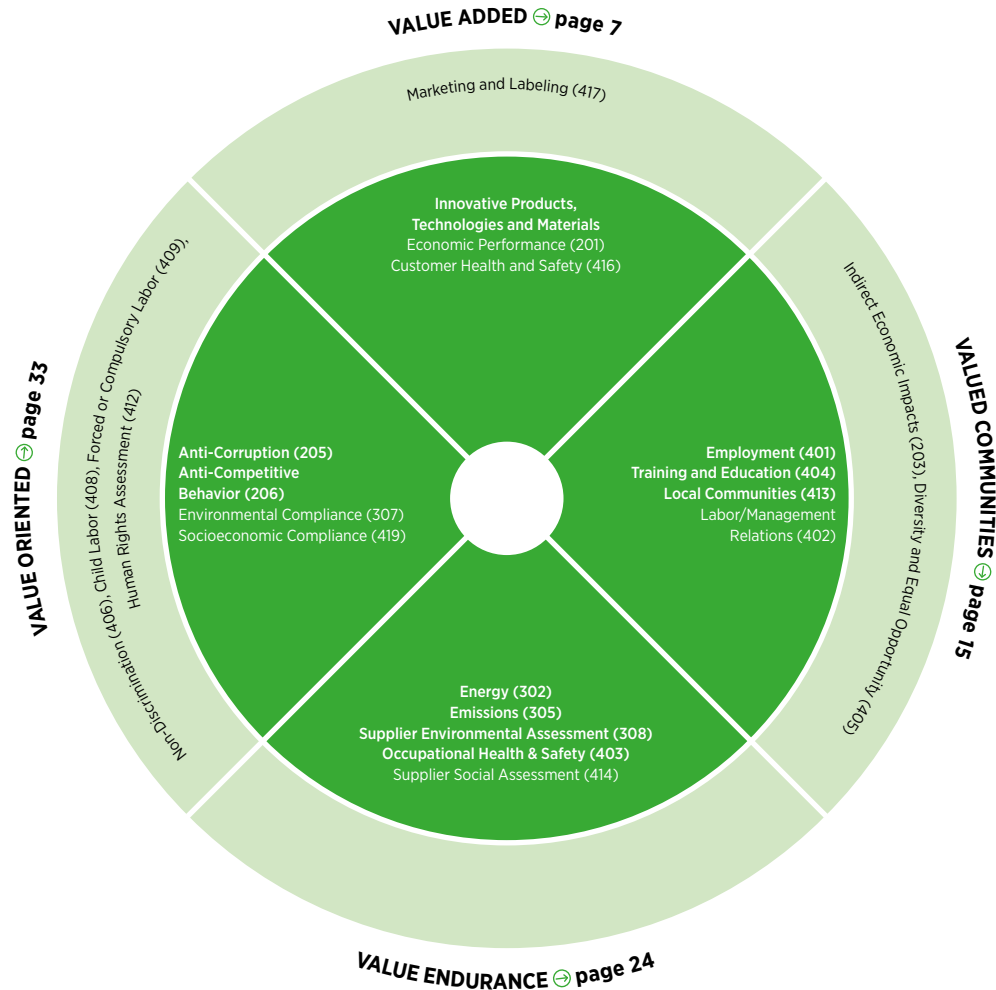 VALUE ADDED → page 7
Marketing and Labeling (417)
Innovative Products,
Technologies and Materials
Economic Performance (201)
Customer Health and Safety (416)
VALUED COMMUNITIES → page 15
Indirect Economic Impacts (203), Diversity and Equal Opportunity (405)
Employment (401)
Training and Education (404)
Local Communities (413)
Labor/Management
Relations (402)
VALUE ENDURANCE → page 24
Energy (302)
Emissions (305)
Supplier Environmental Assessment (308)
Occupational Health & Safety (403)
Supplier Social Assessment (414)
VALUE ORIENTED → page 33
Non-Discrimination (406), Child Labor (408), Forced or Compulsory Labor (409),
Human Rights Assessment (412)
Anti-Corruption (205)
Anti-Competitive
Behavior (206)
Environmental Compliance (307)
Socioeconomic Compliance (419)